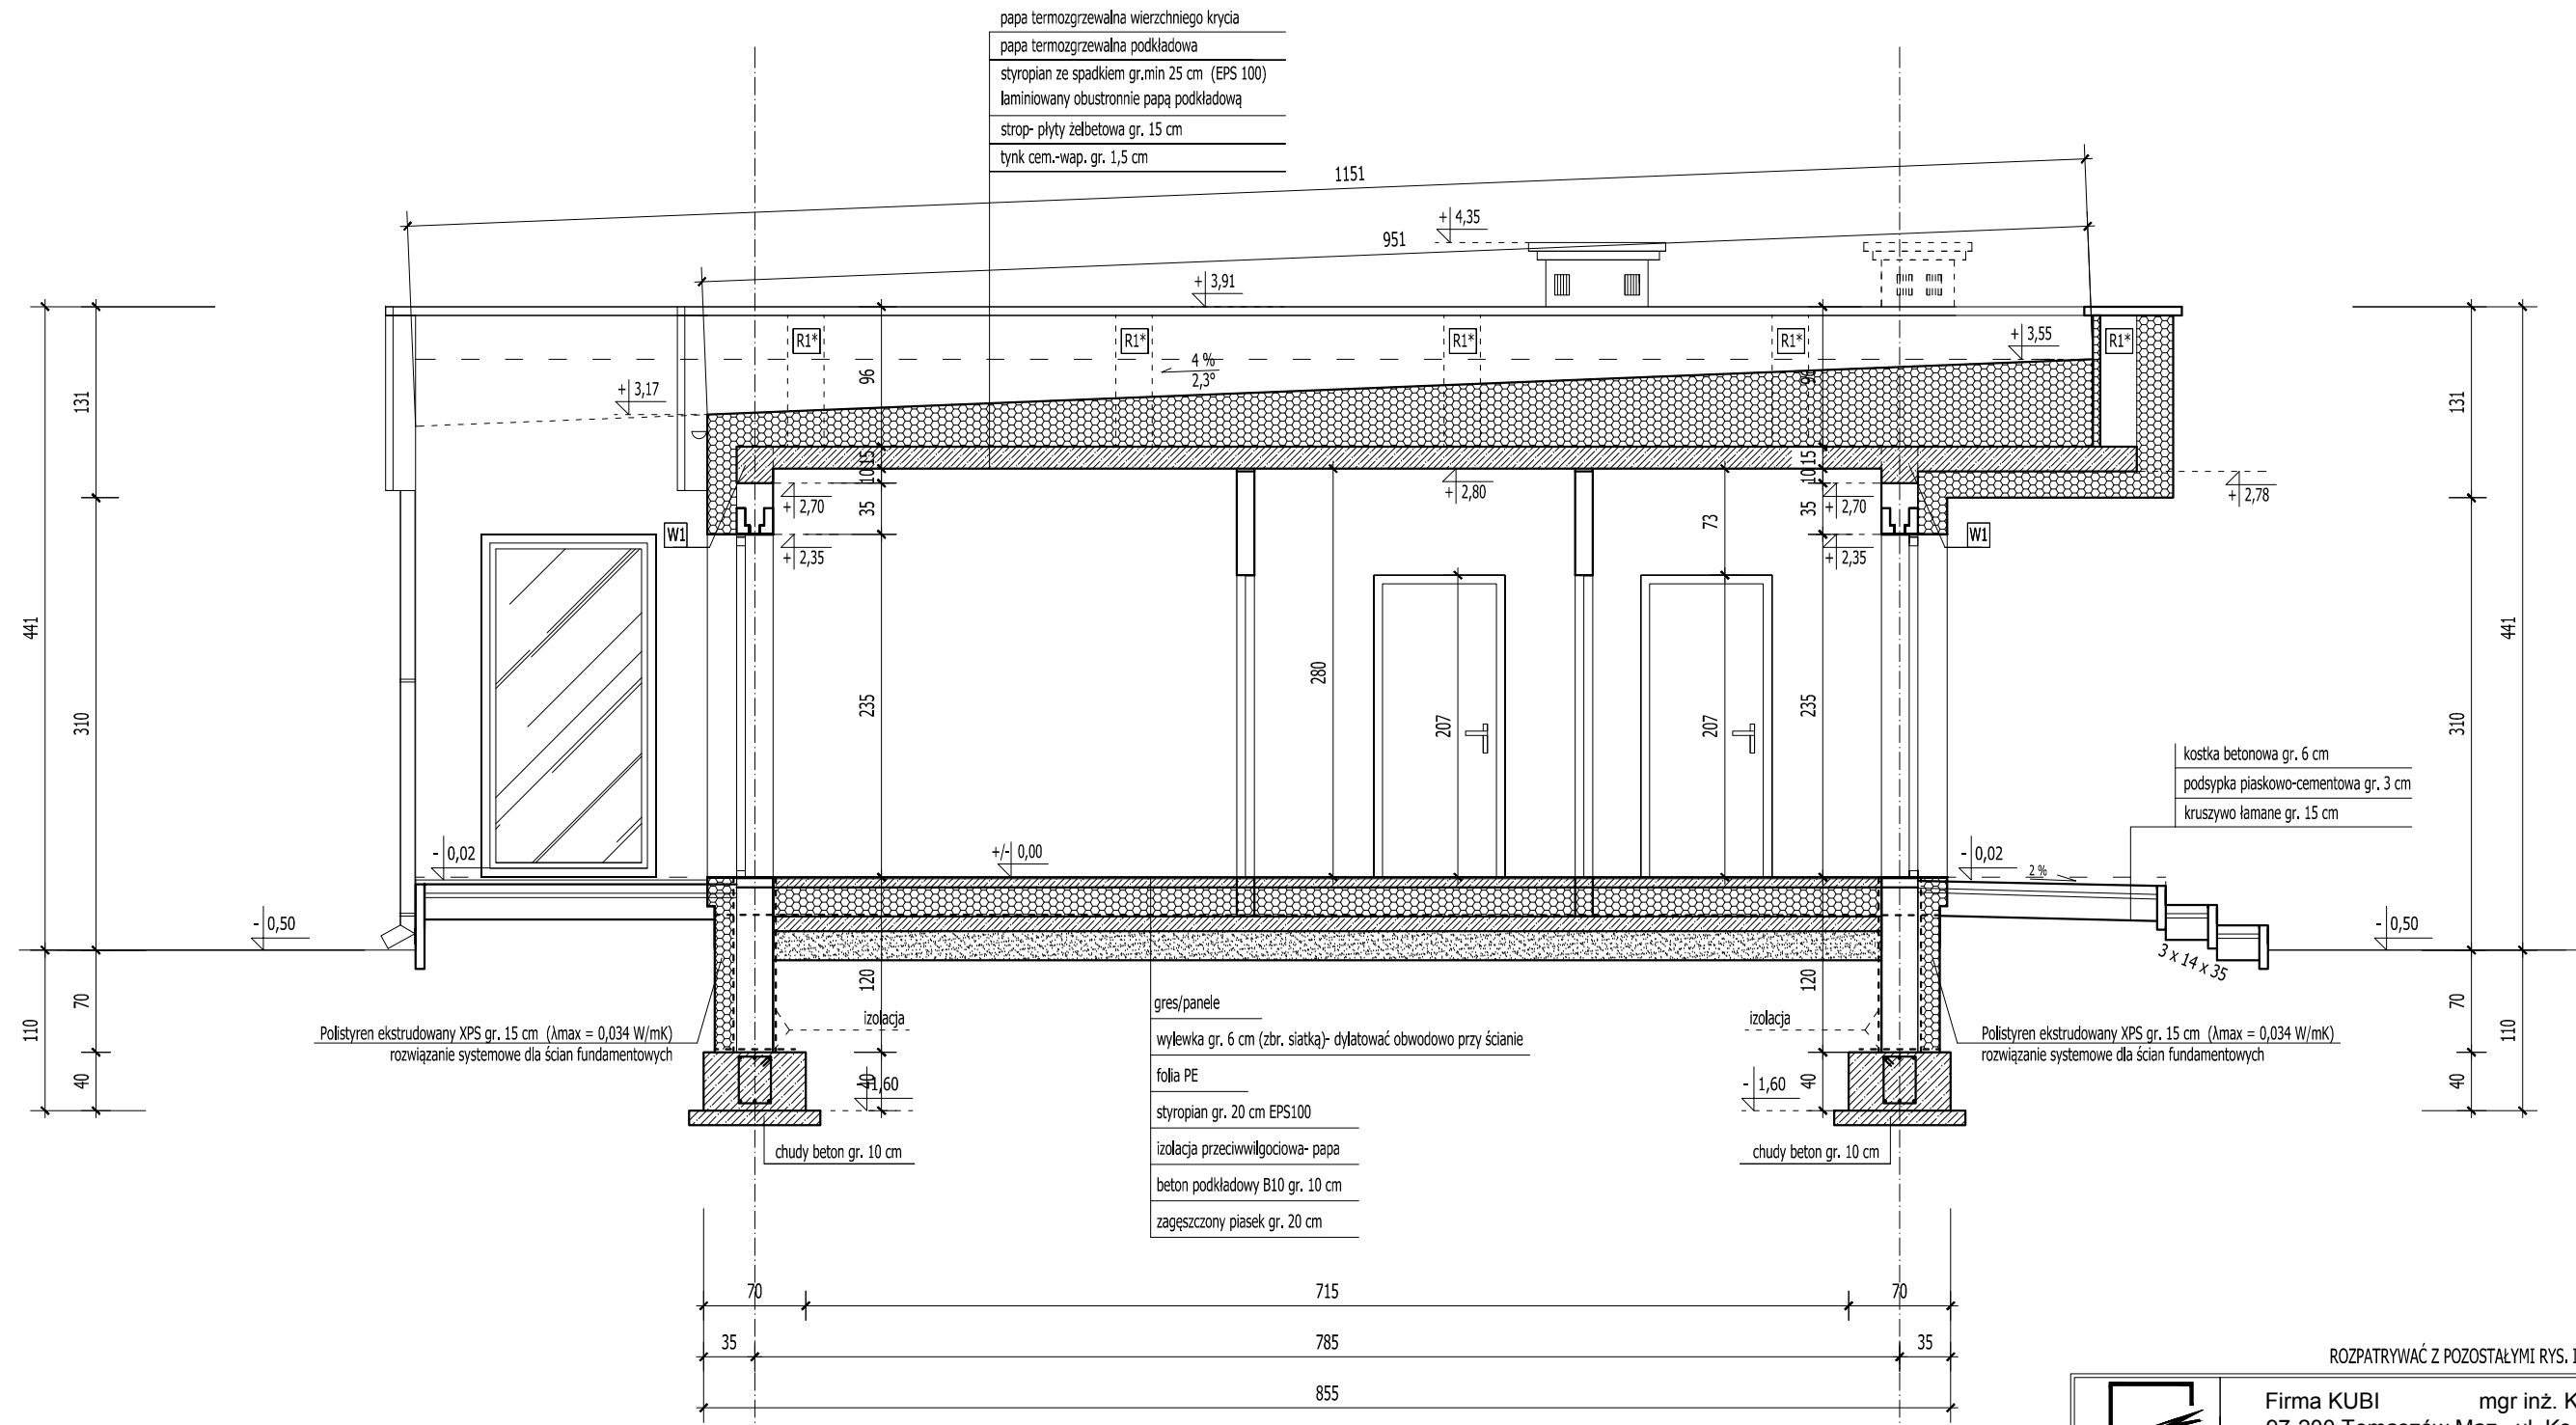 papa termozgrzewalna wierzchniego krycia
papa termozgrzewalna podkładowa
styropian ze spadkiem gr.min 25 cm (EPS 100)
laminiowany obustronnie papą podkładową
strop- płyty żelbetowa gr. 15 cm
tynk cem.-wap. gr. 1,5 cm
1151
951
+ 4,35
+ 3,91
R1* R1* R1* R1* R1*
+ 3,55
4 %
2,3°
+ 3,17
131
96
96
131
15
10
15
10
+ 2,70
+ 2,80
+ 2,70
+ 2,78
35
73
35
W1
W1
+ 2,35
+ 2,35
441
310
235
280
207
207
235
310
441
kostka betonowa gr. 6 cm
podsypka piaskowo-cementowa gr. 3 cm
kruszywo łamane gr. 15 cm
- 0,02
+/- 0,00
- 0,02
2 %
- 0,50
- 0,50
3 x 14 x 35
110
70
120
120
70
110
izolacja
izolacja
Polistyren ekstrudowany XPS gr. 15 cm (λmax = 0,034 W/mK)
rozwiązanie systemowe dla ścian fundamentowych
Polistyren ekstrudowany XPS gr. 15 cm (λmax = 0,034 W/mK)
rozwiązanie systemowe dla ścian fundamentowych
gres/panele
wylewka gr. 6 cm (zbr. siatką)- dylatować obwodowo przy ścianie
folia PE
styropian gr. 20 cm EPS100
izolacja przeciwwilgociowa- papa
beton podkładowy B10 gr. 10 cm
zagęszczony piasek gr. 20 cm
40
40
- 1,60
- 1,60
40
40
chudy beton gr. 10 cm
chudy beton gr. 10 cm
70 715 70
35 785 35
855
ROZPATRYWAĆ Z POZOSTAŁYMI RYS.
Firma KUBI mgr inż.